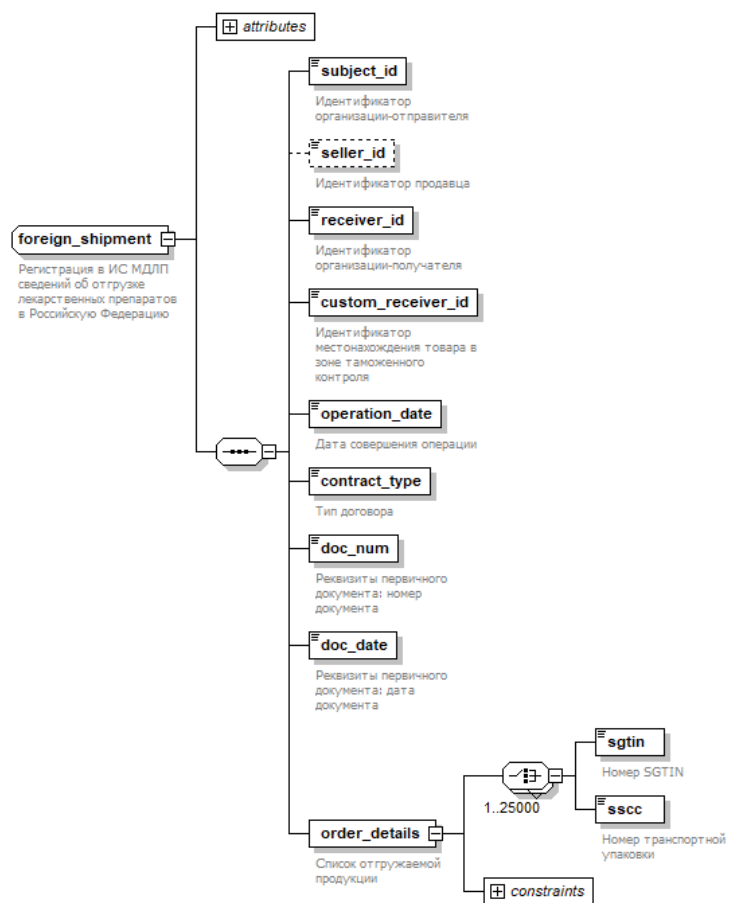 attributes
subject_id
Идентификатор
организации-отправителя
seller_id
Идентификатор продавца
receiver_id
Идентификатор
организации-получателя
foreign_shipment
Регистрация в ИС МДЛП
сведений об отгрузке
лекарственных препаратов
в Российскую Федерацию
custom_receiver_id
Идентификатор
местонахождения товара в
зоне таможенного
контроля
operation_date
Дата совершения операции
contract_type
Тип договора
doc_num
Реквизиты первичного
документа: номер
документа
doc_date
Реквизиты первичного
документа: дата
документа
order_details
Список отгружаемой
продукции
1..25000
sgtin
Номер SGTIN
sscc
Номер транспортной
упаковки
constraints